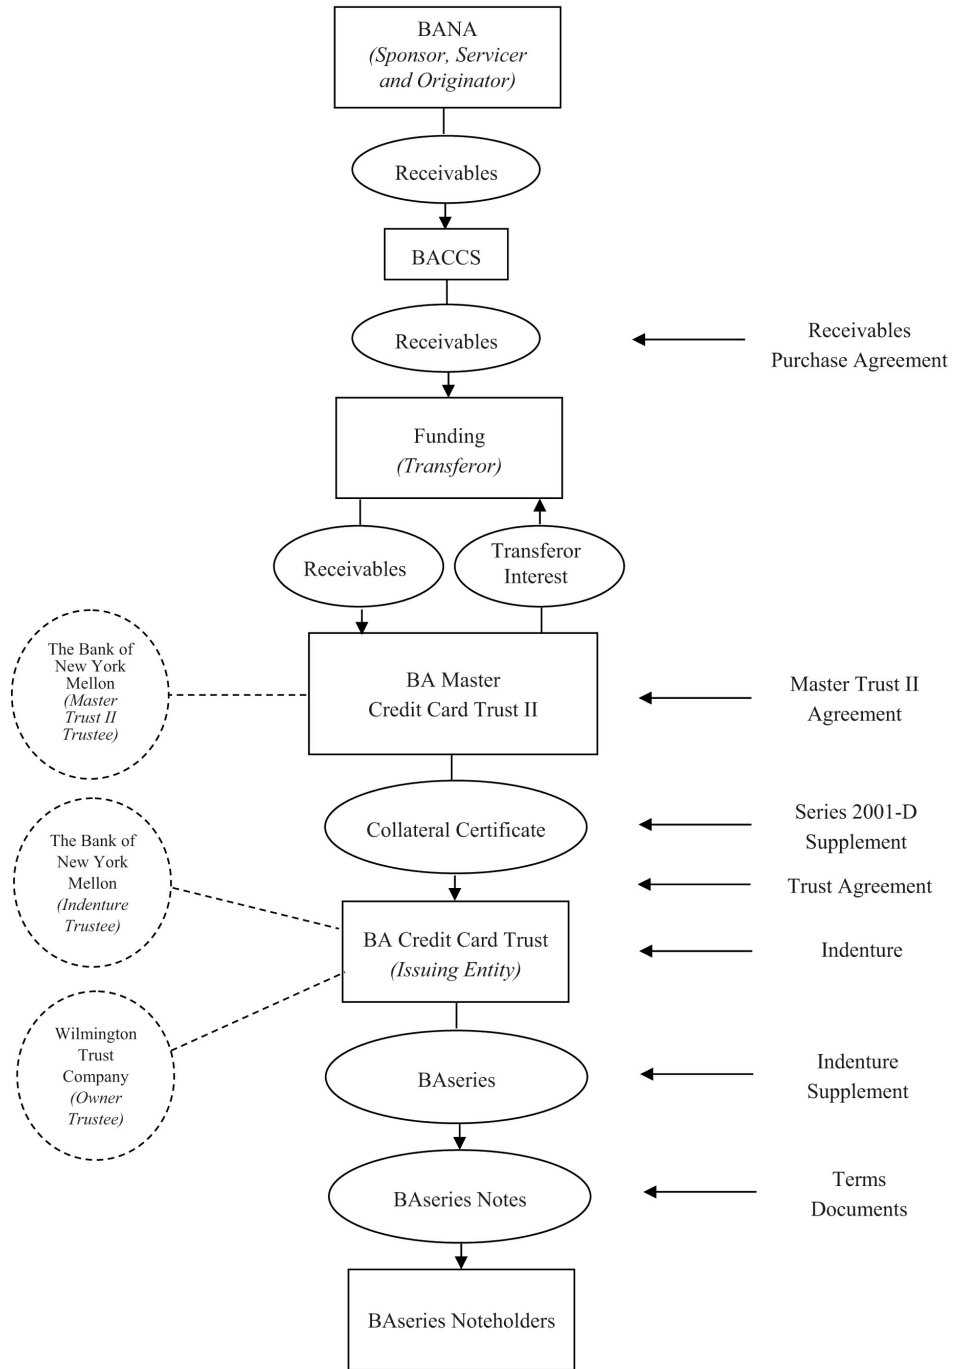 BANA
(Sponsor, Servicer
and Originator)
Receivables
BACCS
Receivables
Receivables
Purchase Agreement
Funding
(Transferor)
Receivables
Transferor
Interest
The Bank of
New York
Mellon
(Master
Trust II
Trustee)
BA Master
Credit Card Trust II
Master Trust II
Agreement
Collateral Certificate
Series 2001-D
Supplement
The Bank of
New York
Mellon
(Indenture
Trustee)
Trust Agreement
BA Credit Card Trust
(Issuing Entity)
Indenture
Wilmington
Trust
Company
(Owner
Trustee)
BAseries
Indenture
Supplement
BAseries Notes
Terms
Documents
BAseries Noteholders